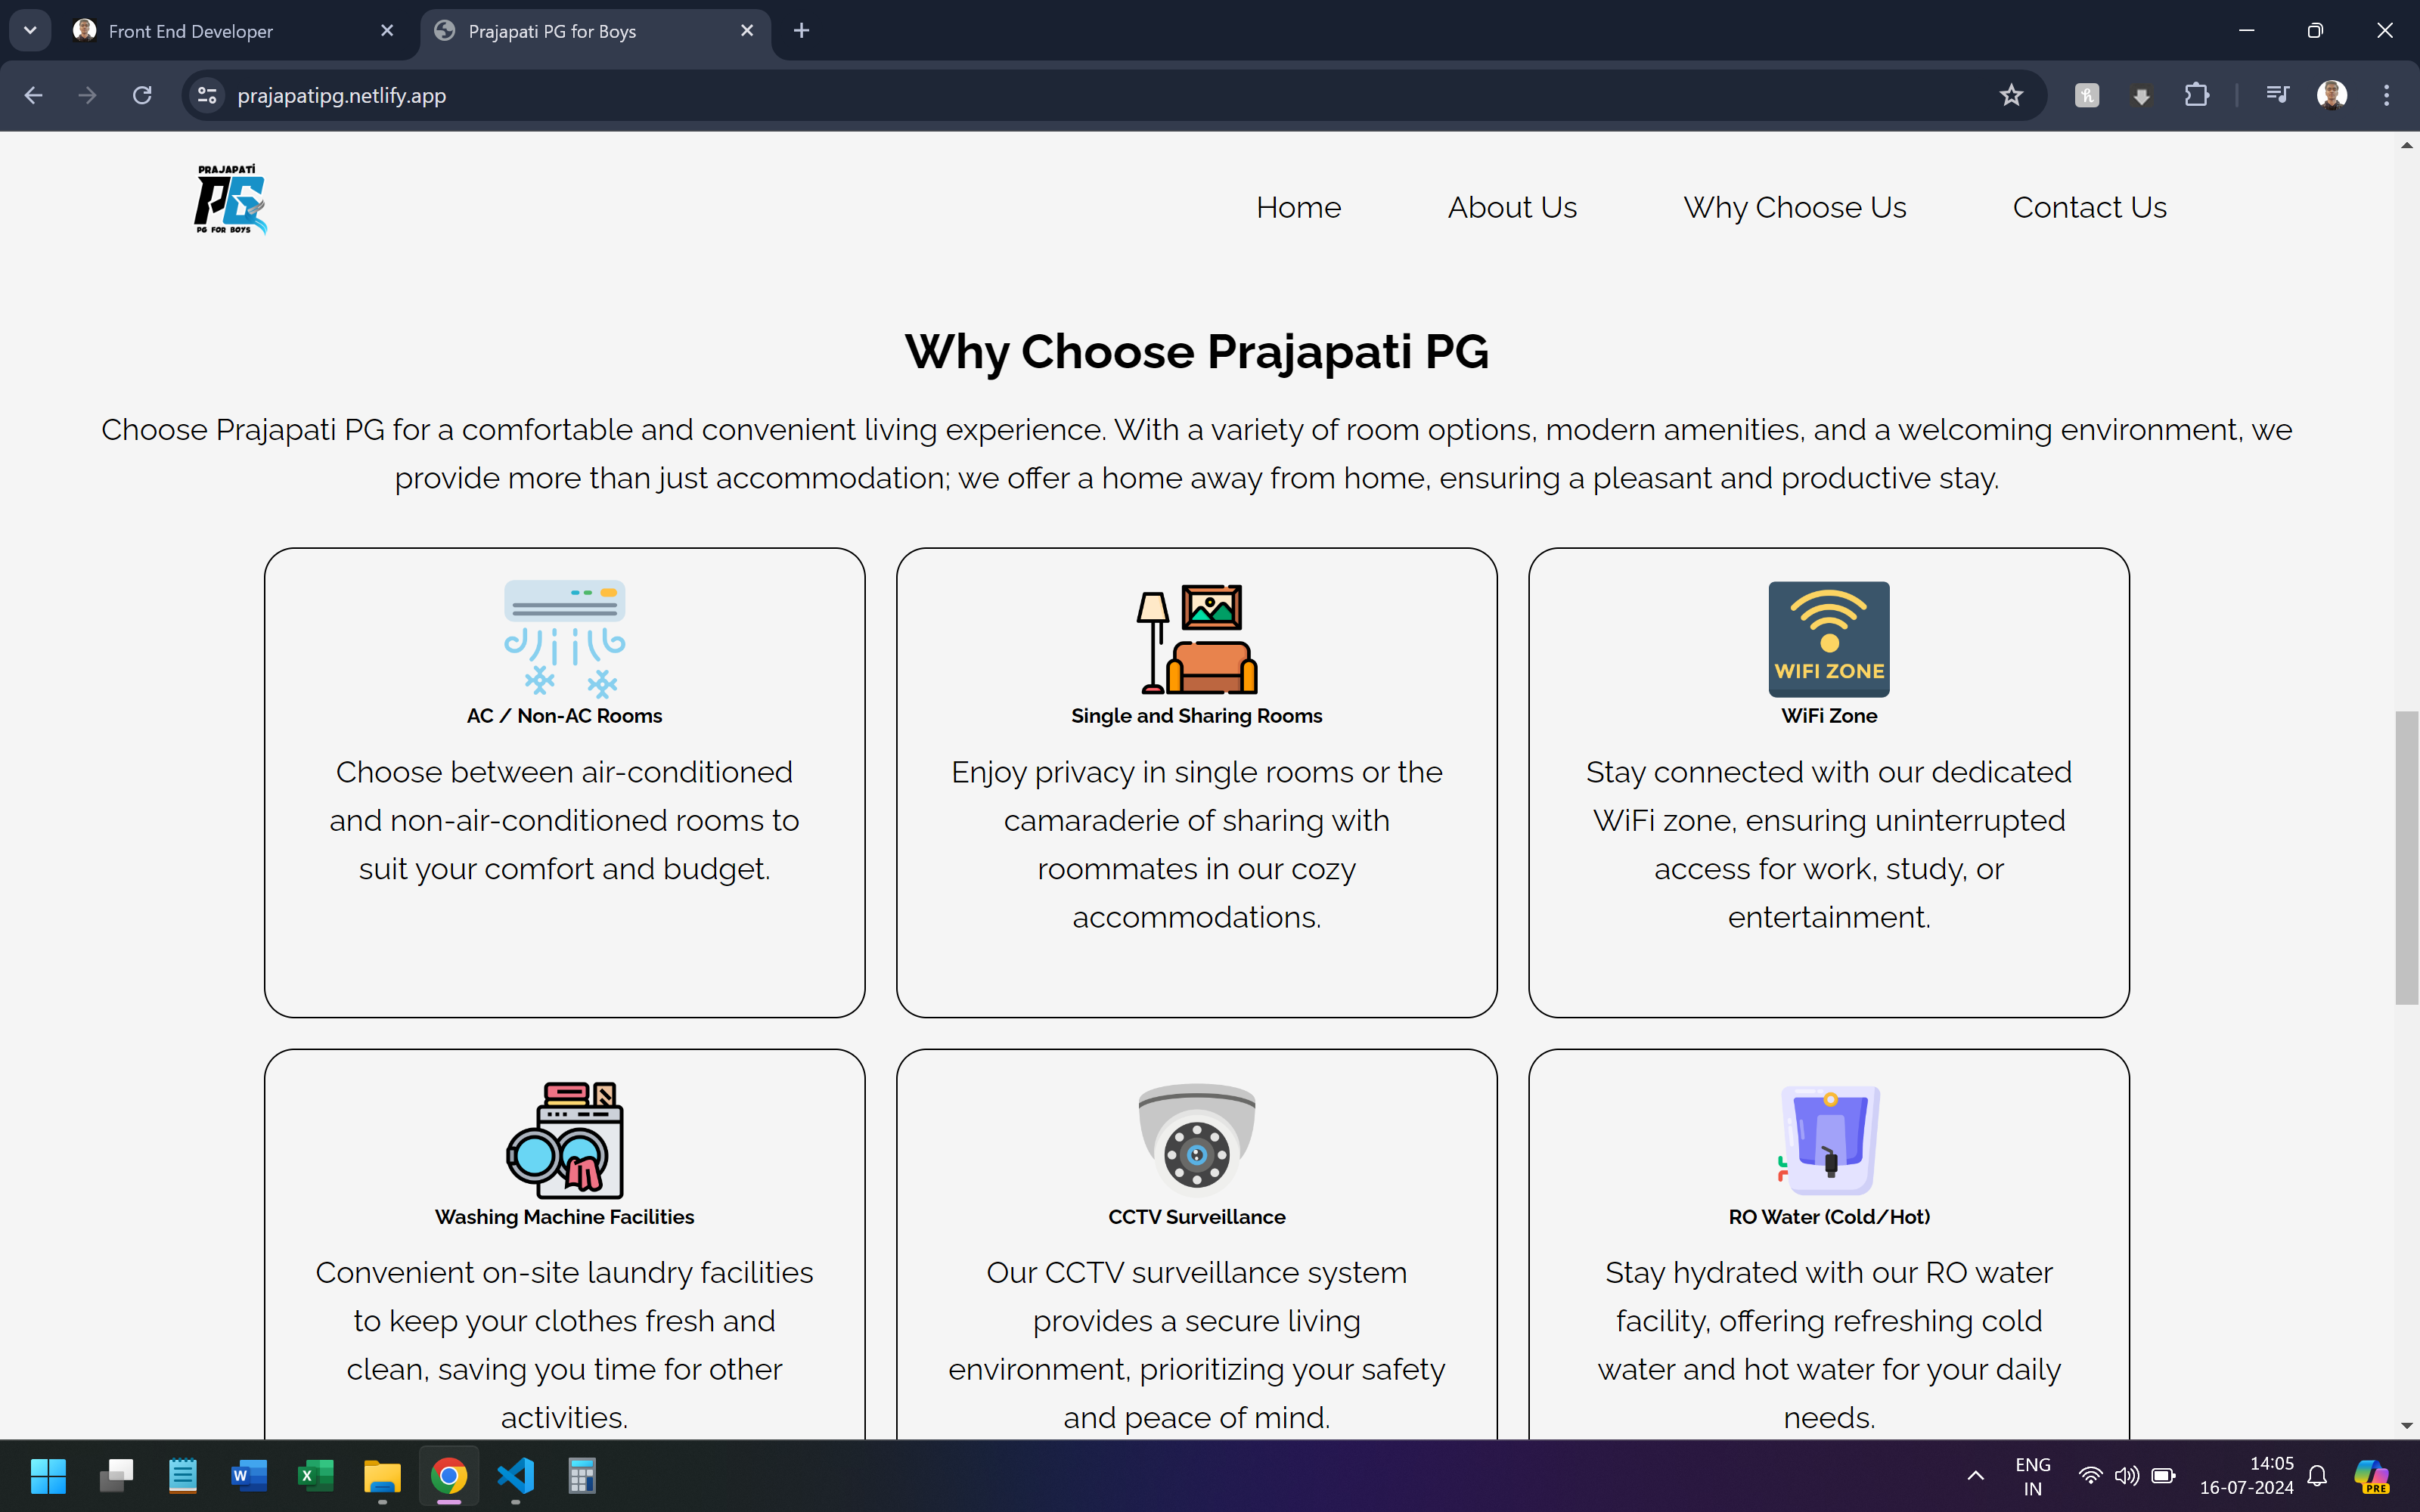 Front End Developer
Prajapati PG for Boys
prajapatipg.netlify.app
PRAJAPATi
PG
PG FOR BOYS
Home
About Us
Why Choose Us
Contact Us
Why Choose Prajapati PG
Choose Prajapati PG for a comfortable and convenient living experience. With a variety of room options, modern amenities, and a welcoming environment, we
provide more than just accommodation; we offer a home away from home, ensuring a pleasant and productive stay.
AC / Non-AC Rooms
Choose between air-conditioned
and non-air-conditioned rooms to
suit your comfort and budget.
Single and Sharing Rooms
Enjoy privacy in single rooms or the
camaraderie of sharing with
roommates in our cozy
accommodations.
WIFI ZONE
WiFi Zone
Stay connected with our dedicated
WiFi zone, ensuring uninterrupted
access for work, study, or
entertainment.
Washing Machine Facilities
Convenient on-site laundry facilities
to keep your clothes fresh and
clean, saving you time for other
activities.
CCTV Surveillance
Our CCTV surveillance system
provides a secure living
environment, prioritizing your safety
and peace of mind.
RO Water (Cold/Hot)
Stay hydrated with our RO water
facility, offering refreshing cold
water and hot water for your daily
needs.
ENG
IN
14:05
16-07-2024
PRE